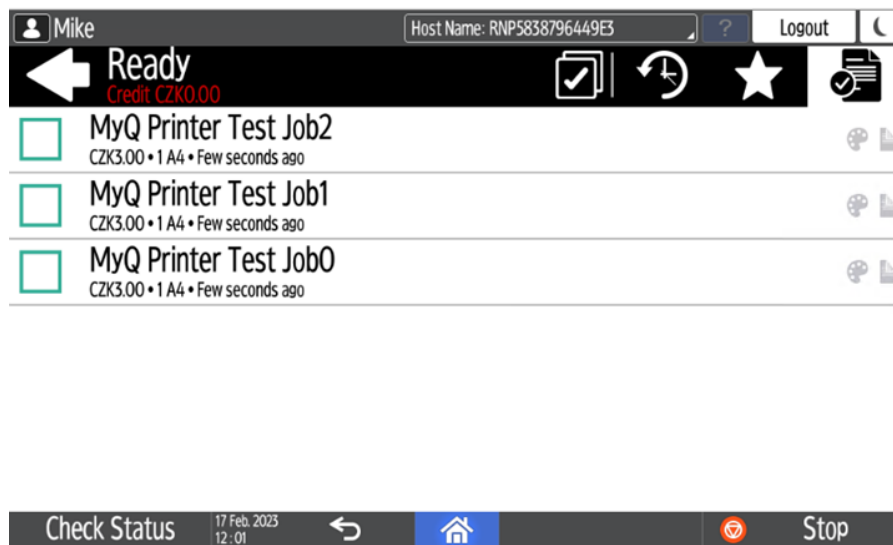 Mike
Host Name: RNP5838796449E3
?
Logout
Ready
Credit CZK0.00
MyQ Printer Test Job2
CZK3.00 • 1 A4 • Few seconds ago
MyQ Printer Test Job1
CZK3.00 • 1 A4 • Few seconds ago
MyQ Printer Test Job0
CZK3.00 • 1 A4 • Few seconds ago
Check Status
17 Feb. 2023
12 : 01
Stop